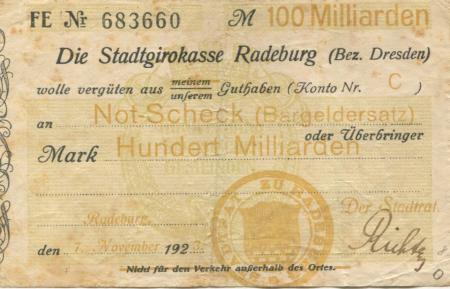 FE Nr 683660 M 100 Milliarden
Die Stadtgirokasse Radeburg (Bez. Dresden)
wolle vergüten aus meinem unserem Guthaben (Konto Nr. C )
an Not-Scheck (Bargeldersatz)
oder Überbringer
Mark Hundert Milliarden
Radeburg,
Der Stadtrat.
den 7. November 1923.
Nicht für den Verkehr außerhalb des Ortes.